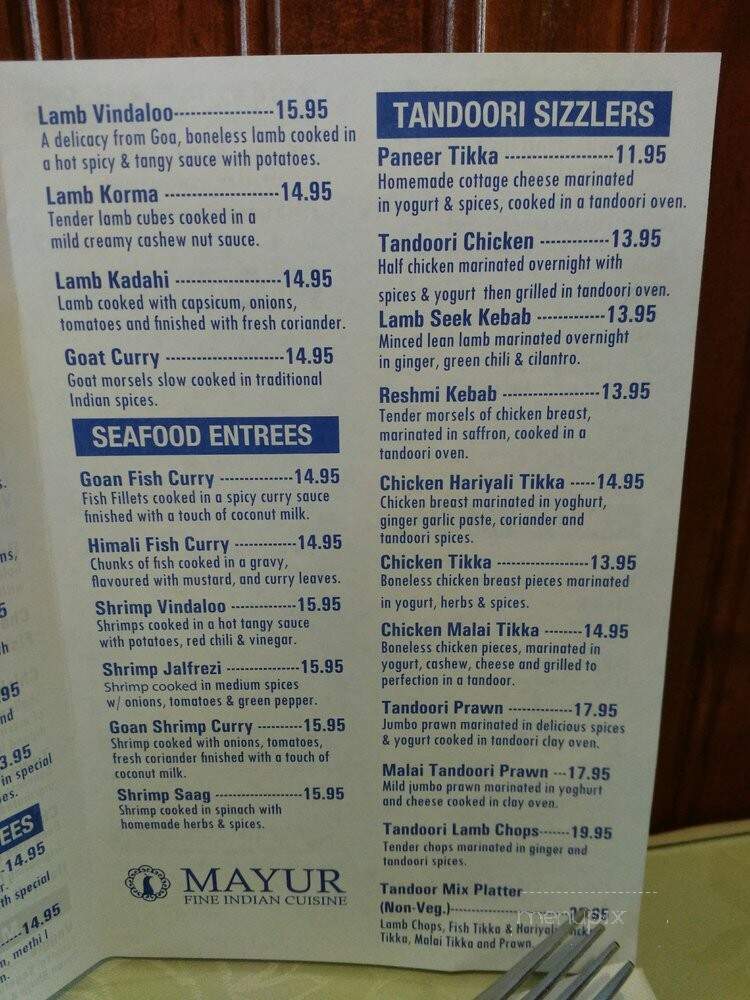 Lamb Vindaloo------------------15.95
A delicacy from Goa, boneless lamb cooked in
a hot spicy & tangy sauce with potatoes.
Lamb Korma --------------------14.95
Tender lamb cubes cooked in a
mild creamy cashew nut sauce.
Lamb Kadahi --------------------14.95
Lamb cooked with capsicum, onions,
tomatoes and finished with fresh coriander.
Goat Curry ---------------------14.95
Goat morsels slow cooked in traditional
Indian spices.
SEAFOOD ENTREES
Goan Fish Curry ---------------14.95
Fish Fillets cooked in a spicy curry sauce
finished with a touch of coconut milk.
Himali Fish Curry -------------14.95
Chunks of fish cooked in a gravy,
flavoured with mustard, and curry leaves.
Shrimp Vindaloo --------------15.95
Shrimps cooked in a hot tangy sauce
with potatoes, red chili & vinegar.
Shrimp Jalfrezi ----------------15.95
Shrimp cooked in medium spices
w/ onions, tomatoes & green pepper.
Goan Shrimp Curry ----------15.95
Shrimp cooked with onions, tomatoes,
fresh coriander finished with a touch of
coconut milk.
Shrimp Saag --------------------15.95
Shrimp cooked in spinach with
homemade herbs & spices.
MAYUR
FINE INDIAN CUISINE
TANDOORI SIZZLERS
Paneer Tikka --------------------11.95
Homemade cottage cheese marinated
in yogurt & spices, cooked in a tandoori oven.
Tandoori Chicken -------------13.95
Half chicken marinated overnight with
spices & yogurt then grilled in tandoori oven.
Lamb Seek Kebab -------------13.95
Minced lean lamb marinated overnight
in ginger, green chili & cilantro.
Reshmi Kebab ------------------13.95
Tender morsels of chicken breast,
marinated in saffron, cooked in a
tandoori oven.
Chicken Hariyali Tikka -----14.95
Chicken breast marinated in yoghurt,
ginger garlic paste, coriander and
tandoori spices.
Chicken Tikka ------------------13.95
Boneless chicken breast pieces marinated
in yogurt, herbs & spices.
Chicken Malai Tikka --------14.95
Boneless chicken pieces, marinated in
yogurt, cashew, cheese and grilled to
perfection in a tandoor.
Tandoori Prawn --------------17.95
Jumbo prawn marinated in delicious spices
& yogurt cooked in tandoori clay oven.
Malai Tandoori Prawn ---17.95
Mild jumbo prawn marinated in yoghurt
and cheese cooked in clay oven.
Tandoori Lamb Chops-------19.95
Tender chops marinated in ginger and
tandoori spices.
Tandoor Mix Platter
(Non-Veg.)
Lamb Chops, Fish Tikka & Hariyali
Tikka, Malai Tikka and Prawn.
menupix